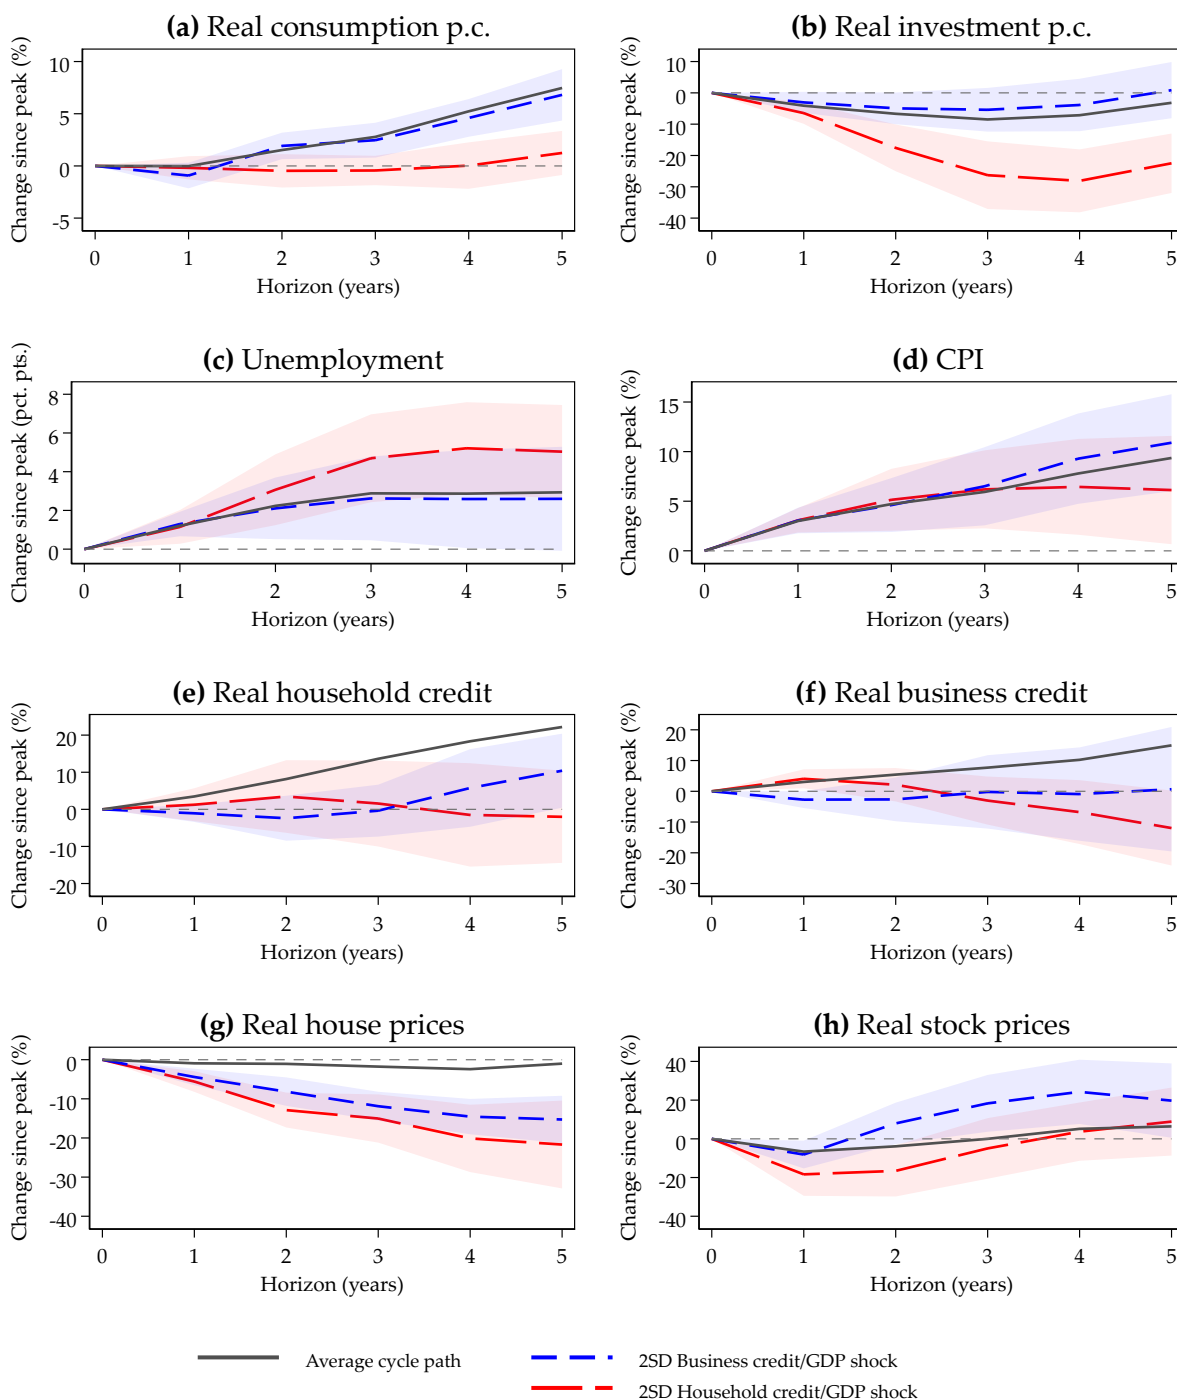 (a) Real consumption p.c.
Change since peak (%)
10
5
0
-5
0 1 2 3 4 5
Horizon (years)
(b) Real investment p.c.
Change since peak (%)
10
0
-10
-20
-30
-40
0 1 2 3 4 5
Horizon (years)
(c) Unemployment
Change since peak (pct. pts.)
8
6
4
2
0
0 1 2 3 4 5
Horizon (years)
(d) CPI
Change since peak (%)
15
10
5
0
0 1 2 3 4 5
Horizon (years)
(e) Real household credit
Change since peak (%)
20
10
0
-10
-20
0 1 2 3 4 5
Horizon (years)
(f) Real business credit
Change since peak (%)
20
10
0
-10
-20
-30
0 1 2 3 4 5
Horizon (years)
(g) Real house prices
Change since peak (%)
0
-10
-20
-30
-40
0 1 2 3 4 5
Horizon (years)
(h) Real stock prices
Change since peak (%)
40
20
0
-20
-40
0 1 2 3 4 5
Horizon (years)
Average cycle path
2SD Business credit/GDP shock
2SD Household credit/GDP shock